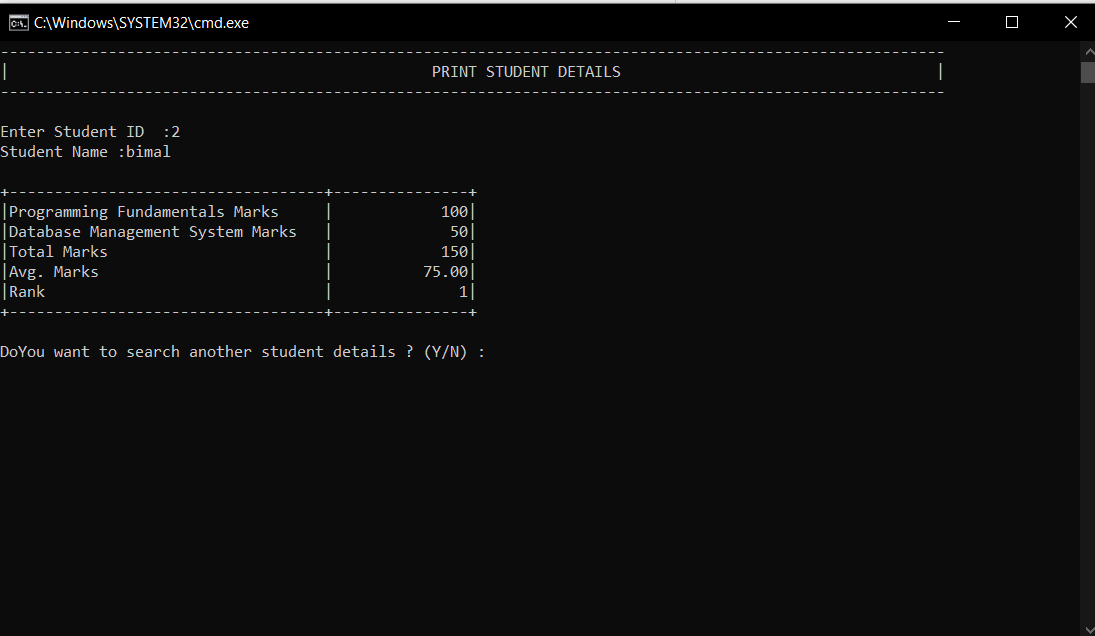 C:\Windows\SYSTEM32\cmd.exe
---------------------------------------------------------------------------------------------------------
|                                               PRINT STUDENT DETAILS                                   |
---------------------------------------------------------------------------------------------------------
Enter Student ID  :2
Student Name :bimal
+-----------------------------------+---------------+
|Programming Fundamentals Marks     |            100|
|Database Management System Marks   |             50|
|Total Marks                        |            150|
|Avg. Marks                         |          75.00|
|Rank                               |              1|
+-----------------------------------+---------------+
DoYou want to search another student details ? (Y/N) :